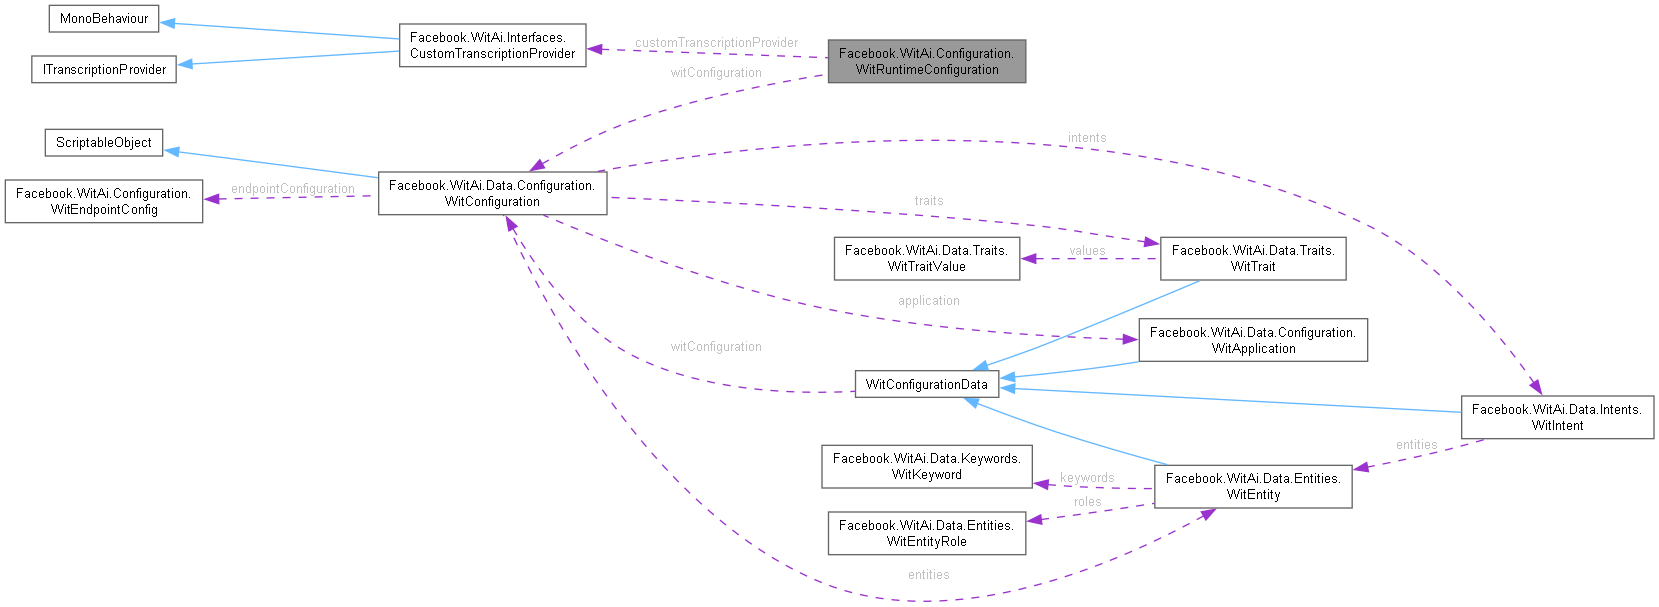 MonoBehaviour
Facebook.WitAi.Interfaces.
CustomTranscriptionProvider
customTranscriptionProvider
Facebook.WitAi.Configuration.
WitRuntimeConfiguration
ITranscriptionProvider
witConfiguration
ScriptableObject
intents
Facebook.WitAi.Configuration.
WitEndpointConfig
endpointConfiguration
Facebook.WitAi.Data.Configuration.
WitConfiguration
traits
Facebook.WitAi.Data.Traits.
WitTraitValue
values
Facebook.WitAi.Data.Traits.
WitTrait
application
Facebook.WitAi.Data.Configuration.
WitApplication
witConfiguration
WitConfigurationData
Facebook.WitAi.Data.Intents.
WitIntent
entities
Facebook.WitAi.Data.Keywords.
WitKeyword
keywords
Facebook.WitAi.Data.Entities.
WitEntity
roles
Facebook.WitAi.Data.Entities.
WitEntityRole
entities